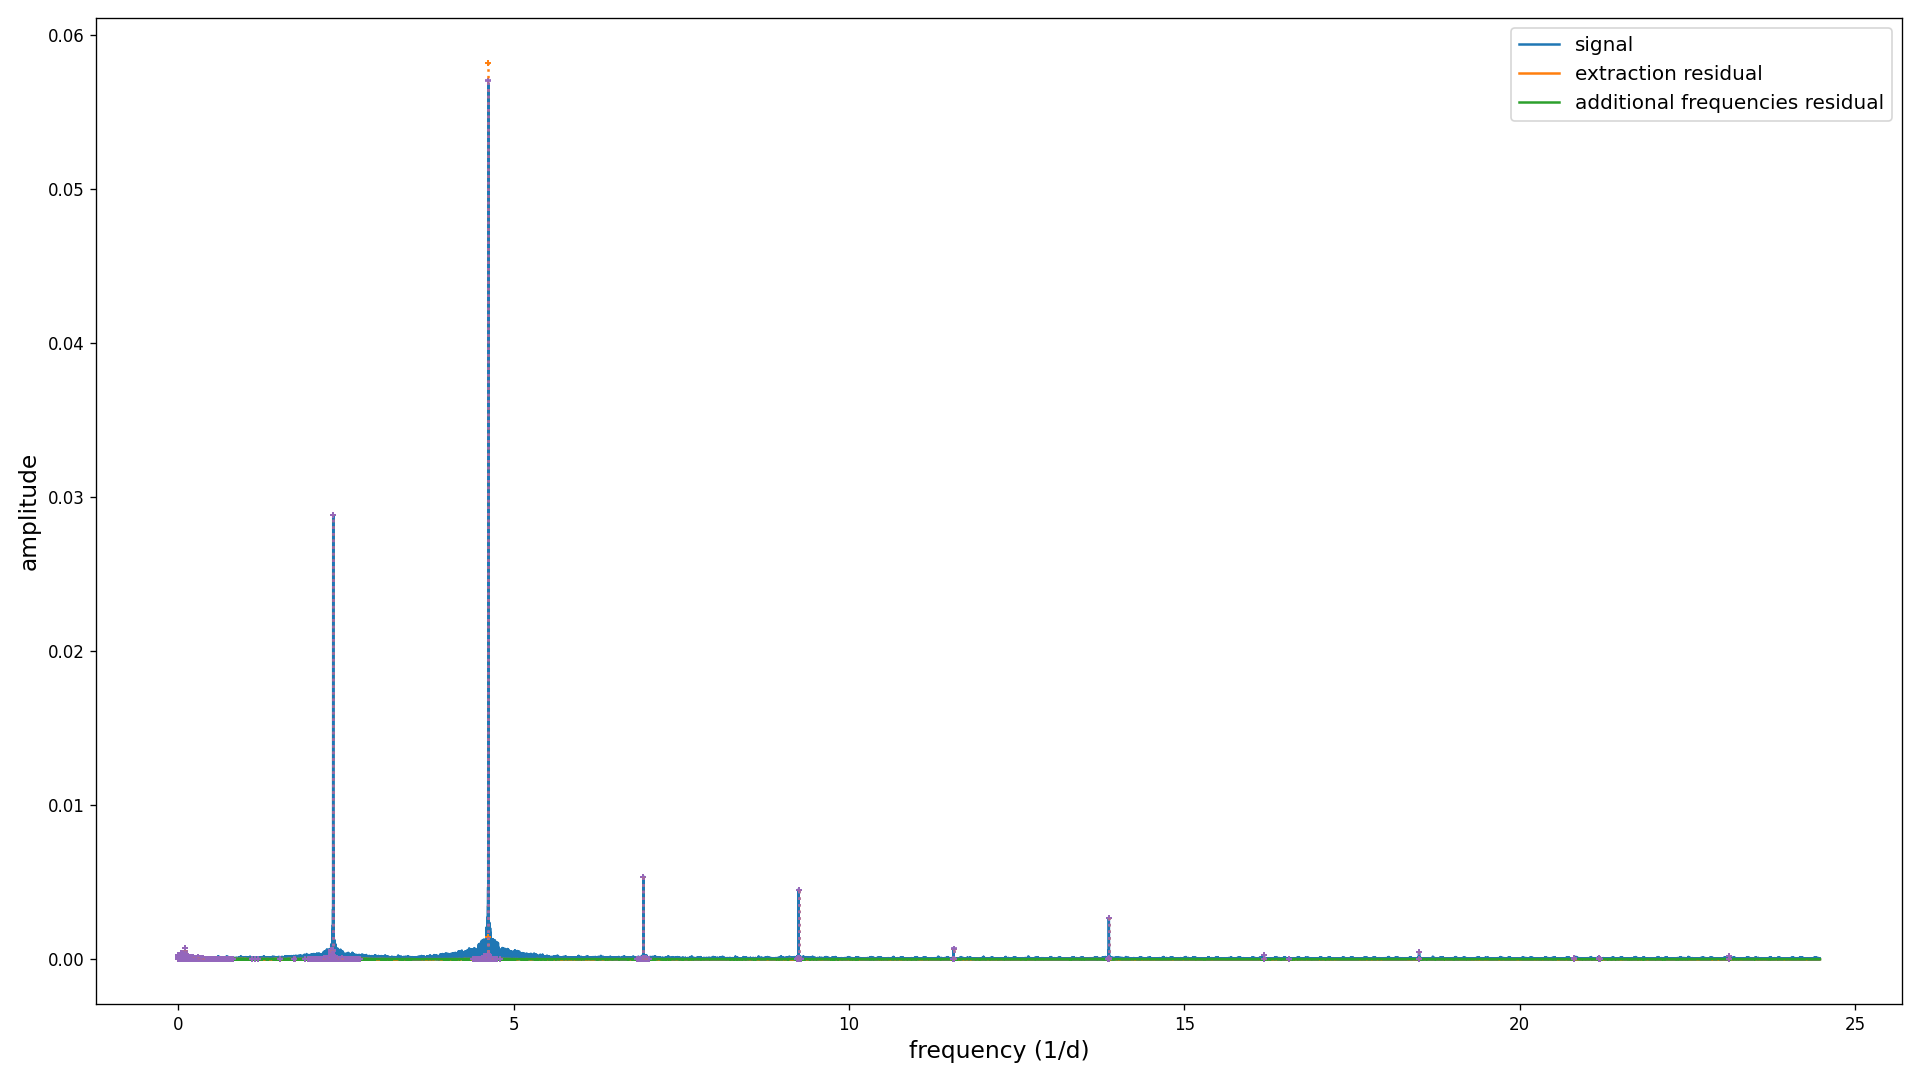 signal
extraction residual
additional frequencies residual
0.06
0.05
0.04
0.03
0.02
0.01
0.00
amplitude
0 5 10 15 20 25
frequency (1/d)